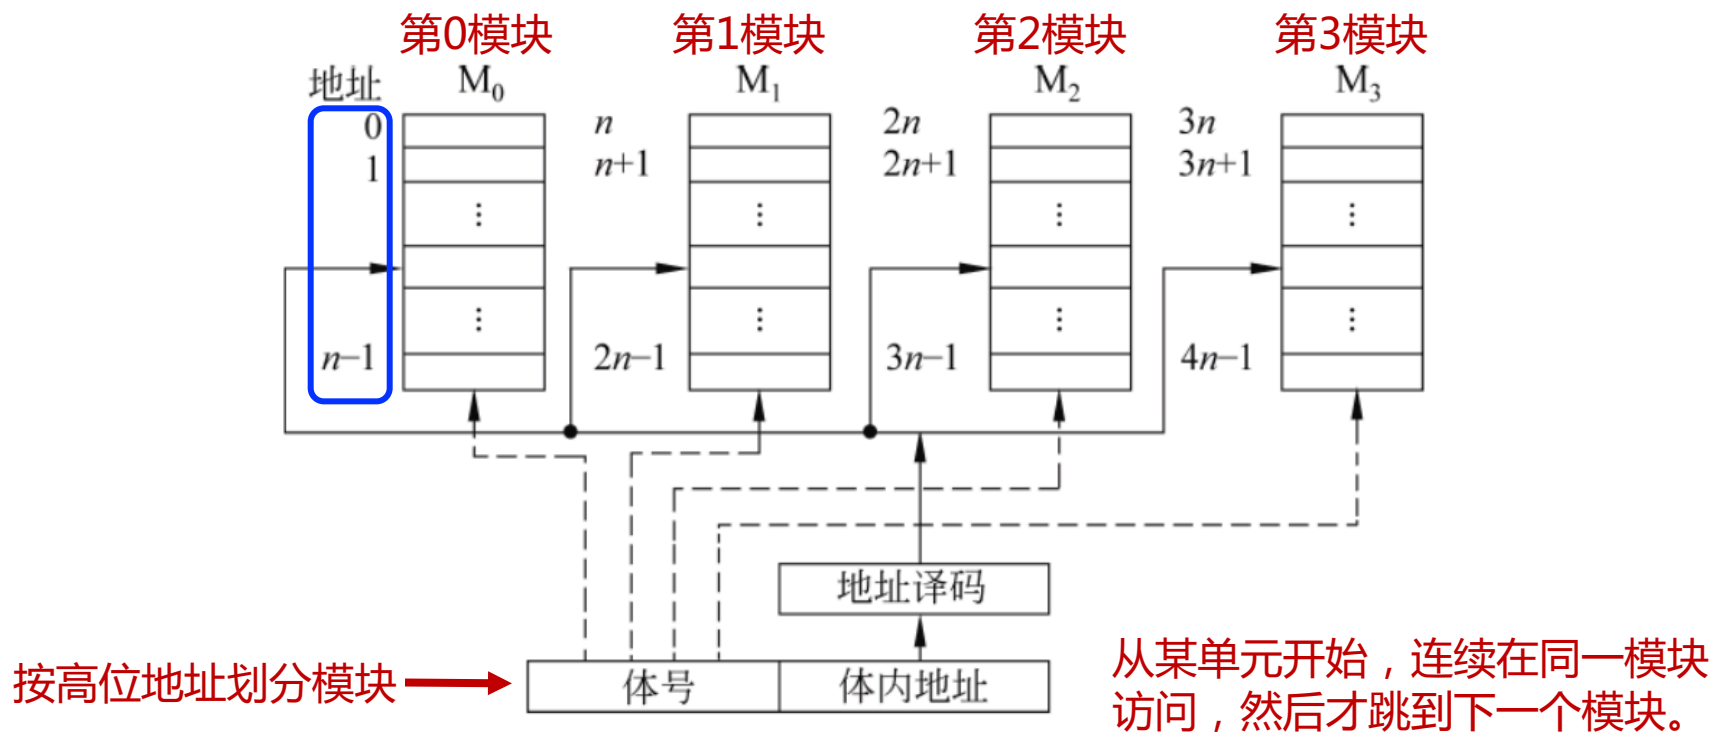 第0模块 第1模块 第2模块 第3模块
地址 M0 M1 M2 M3
0 n 2n 3n
1 n+1 2n+1 3n+1
⋮ ⋮ ⋮ ⋮
⋮ ⋮ ⋮ ⋮
n−1 2n−1 3n−1 4n−1
地址译码
按高位地址划分模块
体号 体内地址
从某单元开始，连续在同一模块
访问，然后才跳到下一个模块。